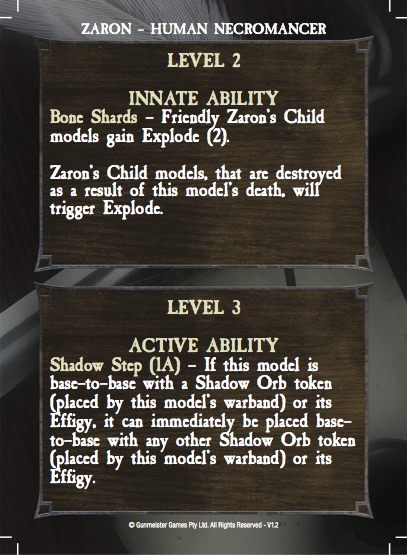 ZARON - HUMAN NECROMANCER
LEVEL 2
INNATE ABILITY
Bone Shards - Friendly Zaron's Child
models gain Explode (2).
Zaron's Child models, that are destroyed
as a result of this model's death, will
trigger Explode.
LEVEL 3
ACTIVE ABILITY
Shadow Step (1A) - If this model is
base-to-base with a Shadow Orb token
(placed by this model's warband) or its
Effigy, it can immediately be placed base-
to-base with any other Shadow Orb token
(placed by this model's warband) or its
Effigy.
© Gunmeister Games Pty Ltd. All Rights Reserved - V1.2